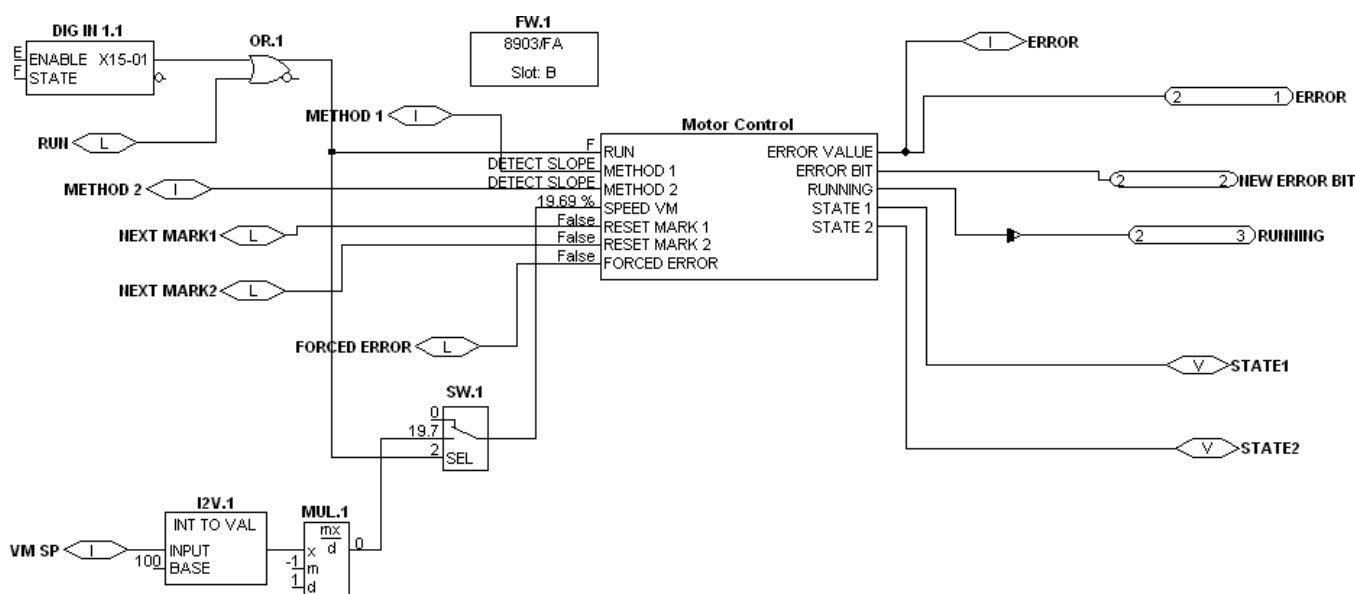 DIG IN 1.1
E
ENABLE X15-01
F
STATE
OR.1
FW.1
8903/FA
Slot: B
I
ERROR
METHOD 1
I
2 1
ERROR
RUN
L
Motor Control
F
RUN
ERROR VALUE
DETECT SLOPE
METHOD 1
ERROR BIT
METHOD 2
I
DETECT SLOPE
METHOD 2
RUNNING
2 2
NEW ERROR BIT
19.69 %
SPEED VM
STATE 1
NEXT MARK1
L
False
RESET MARK 1
STATE 2
2 3
RUNNING
False
RESET MARK 2
False
FORCED ERROR
NEXT MARK2
L
FORCED ERROR
L
V
STATE1
SW.1
0
19.7
2
SEL
V
STATE2
I2V.1
INT TO VAL
MUL.1
mx
d
0
VM SP
I
INPUT
x
100
BASE
-1
m
1
d